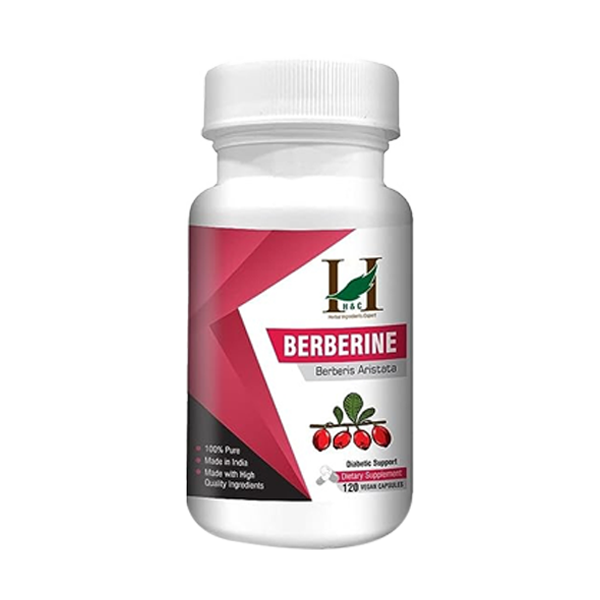 H
H & C
Herbal Ingredients Expert
BERBERINE
Berberis Aristata
100% Pure
Made in India
Made with High
Quality Ingredients
Diabetic Support
Dietary Supplement
120 VEGAN CAPSULES